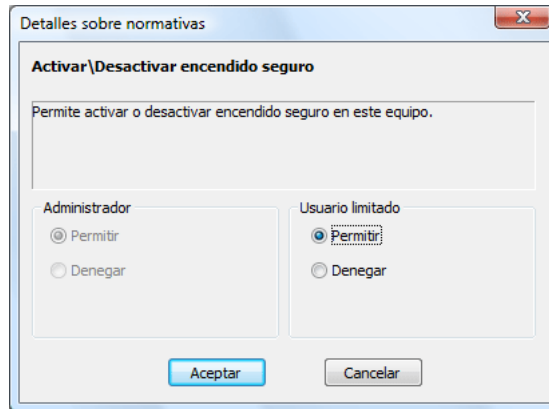 Detalles sobre normativas
Activar\Desactivar encendido seguro
Permite activar o desactivar encendido seguro en este equipo.
Administrador
Permitir
Denegar
Usuario limitado
Permitir
Denegar
Aceptar
Cancelar